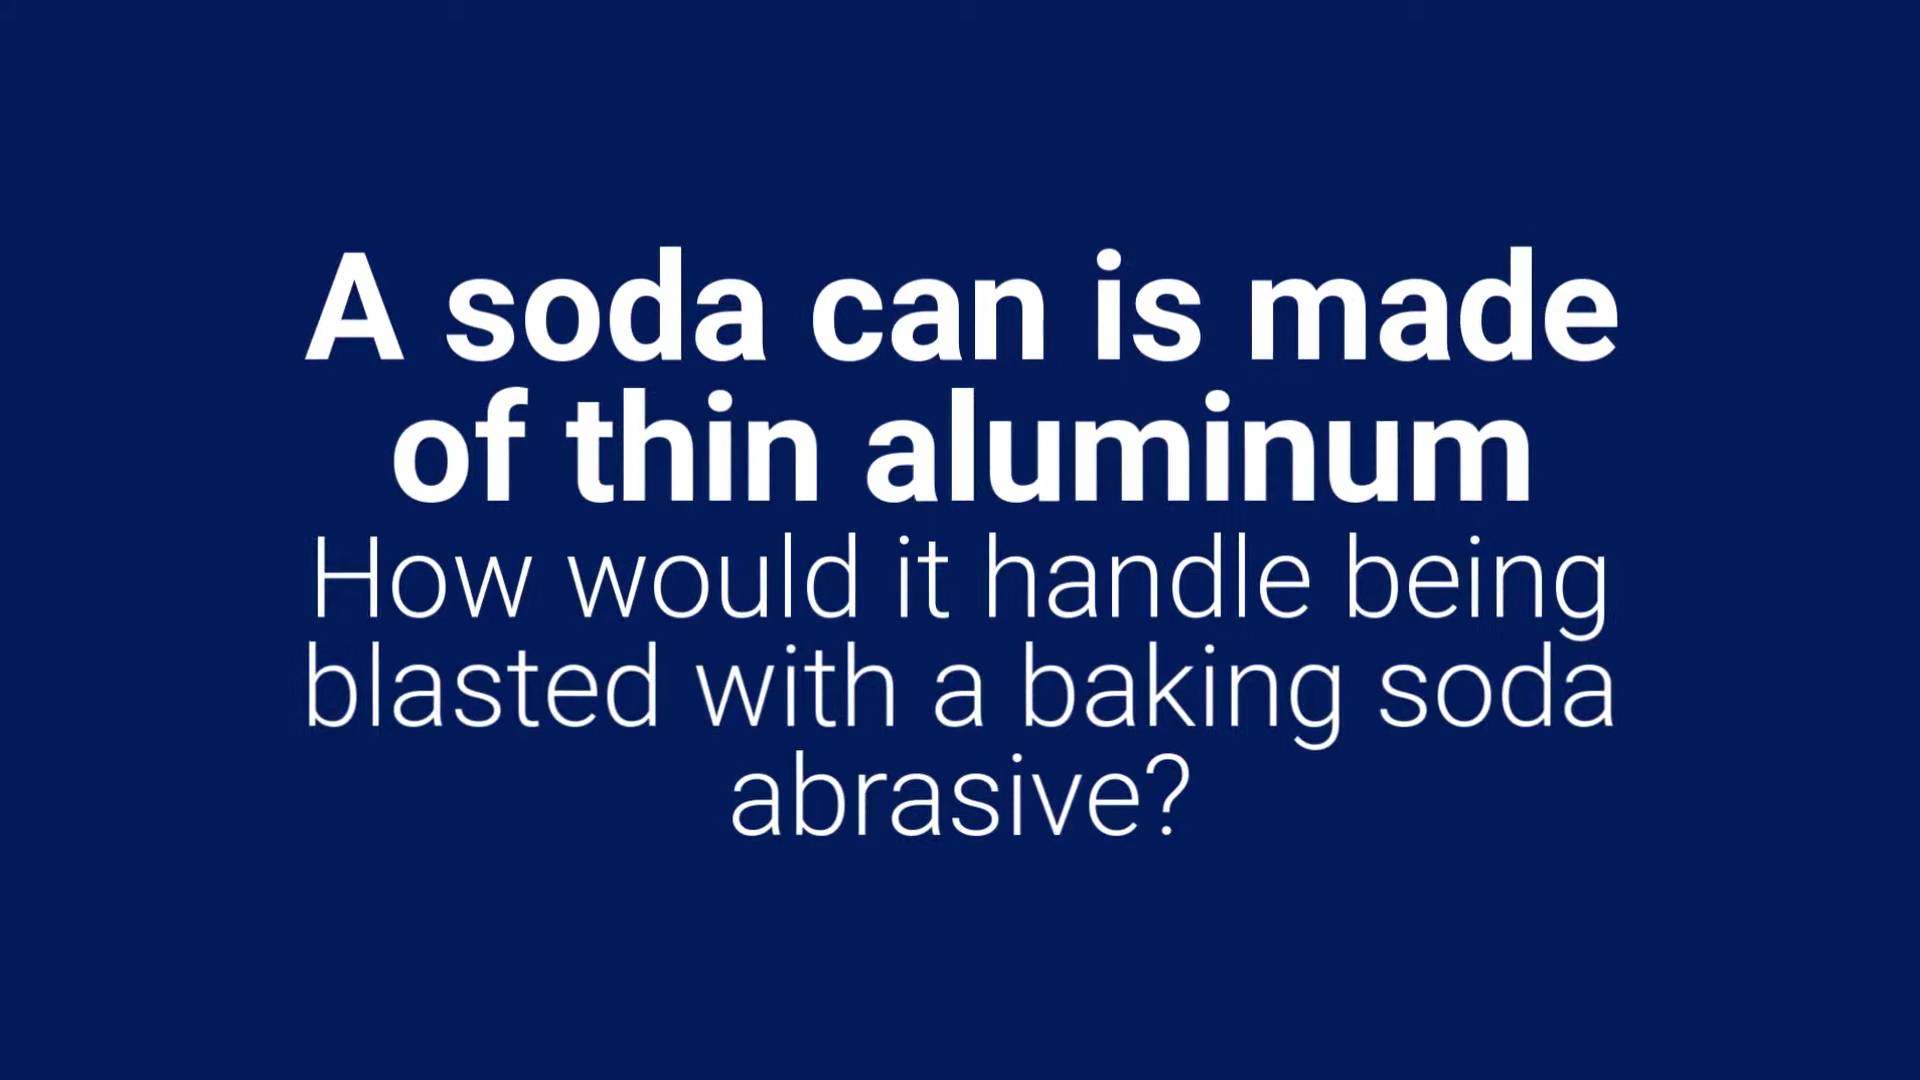 A soda can is made
of thin aluminum
How would it handle being
blasted with a baking soda
abrasive?